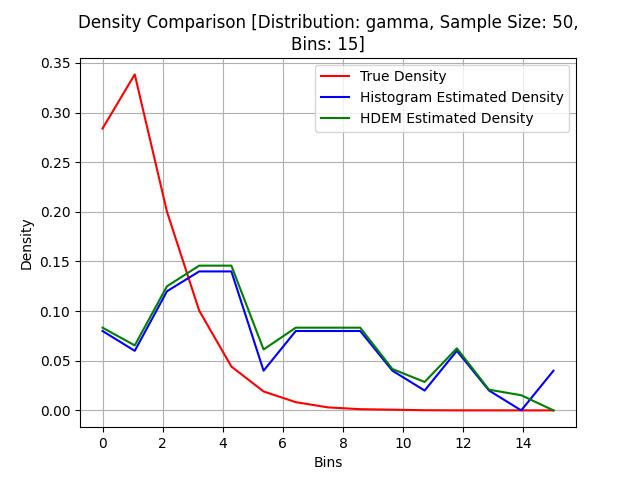 Density Comparison [Distribution: gamma, Sample Size: 50,
Bins: 15]
True Density
Histogram Estimated Density
HDEM Estimated Density
Density
0.35
0.30
0.25
0.20
0.15
0.10
0.05
0.00
0 2 4 6 8 10 12 14
Bins